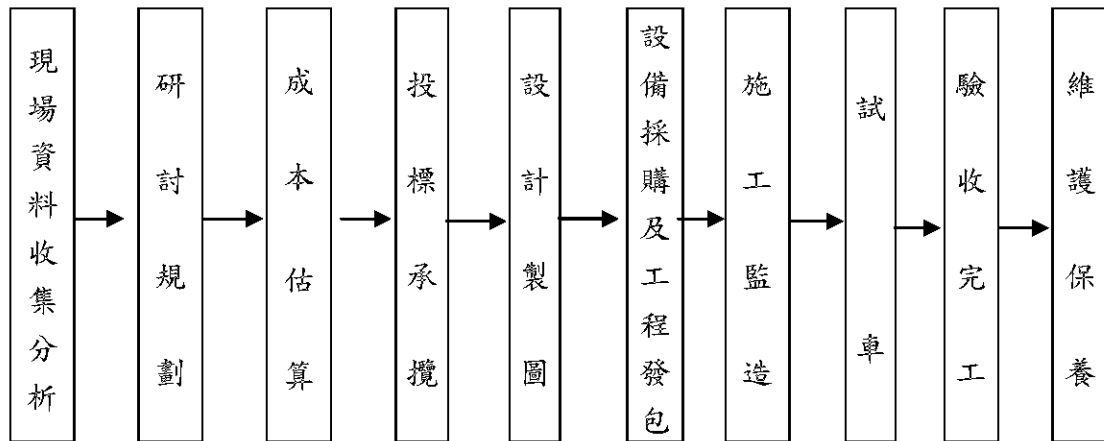 現場資料收集分析
研討規劃
成本估算
投標承攬
設計製圖
設備採購及工程發包
施工監造
試車
驗收完工
維護保養